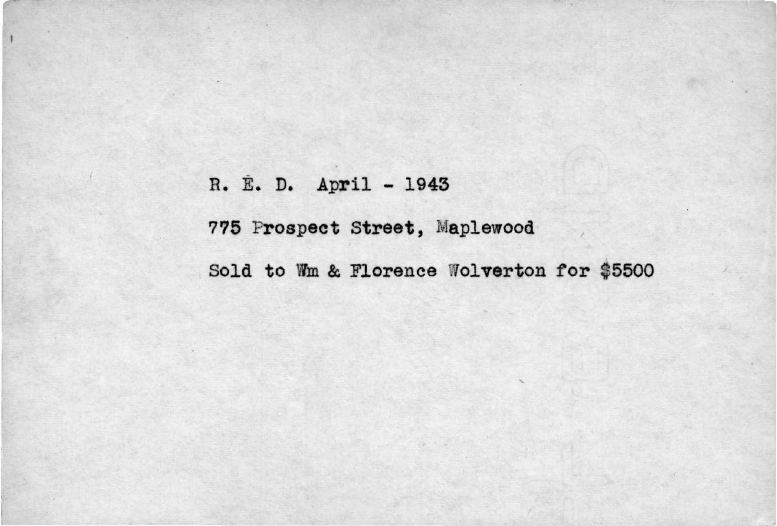 R. E. D. April - 1943
775 Prospect Street, Maplewood
Sold to Wm & Florence Wolverton for $5500